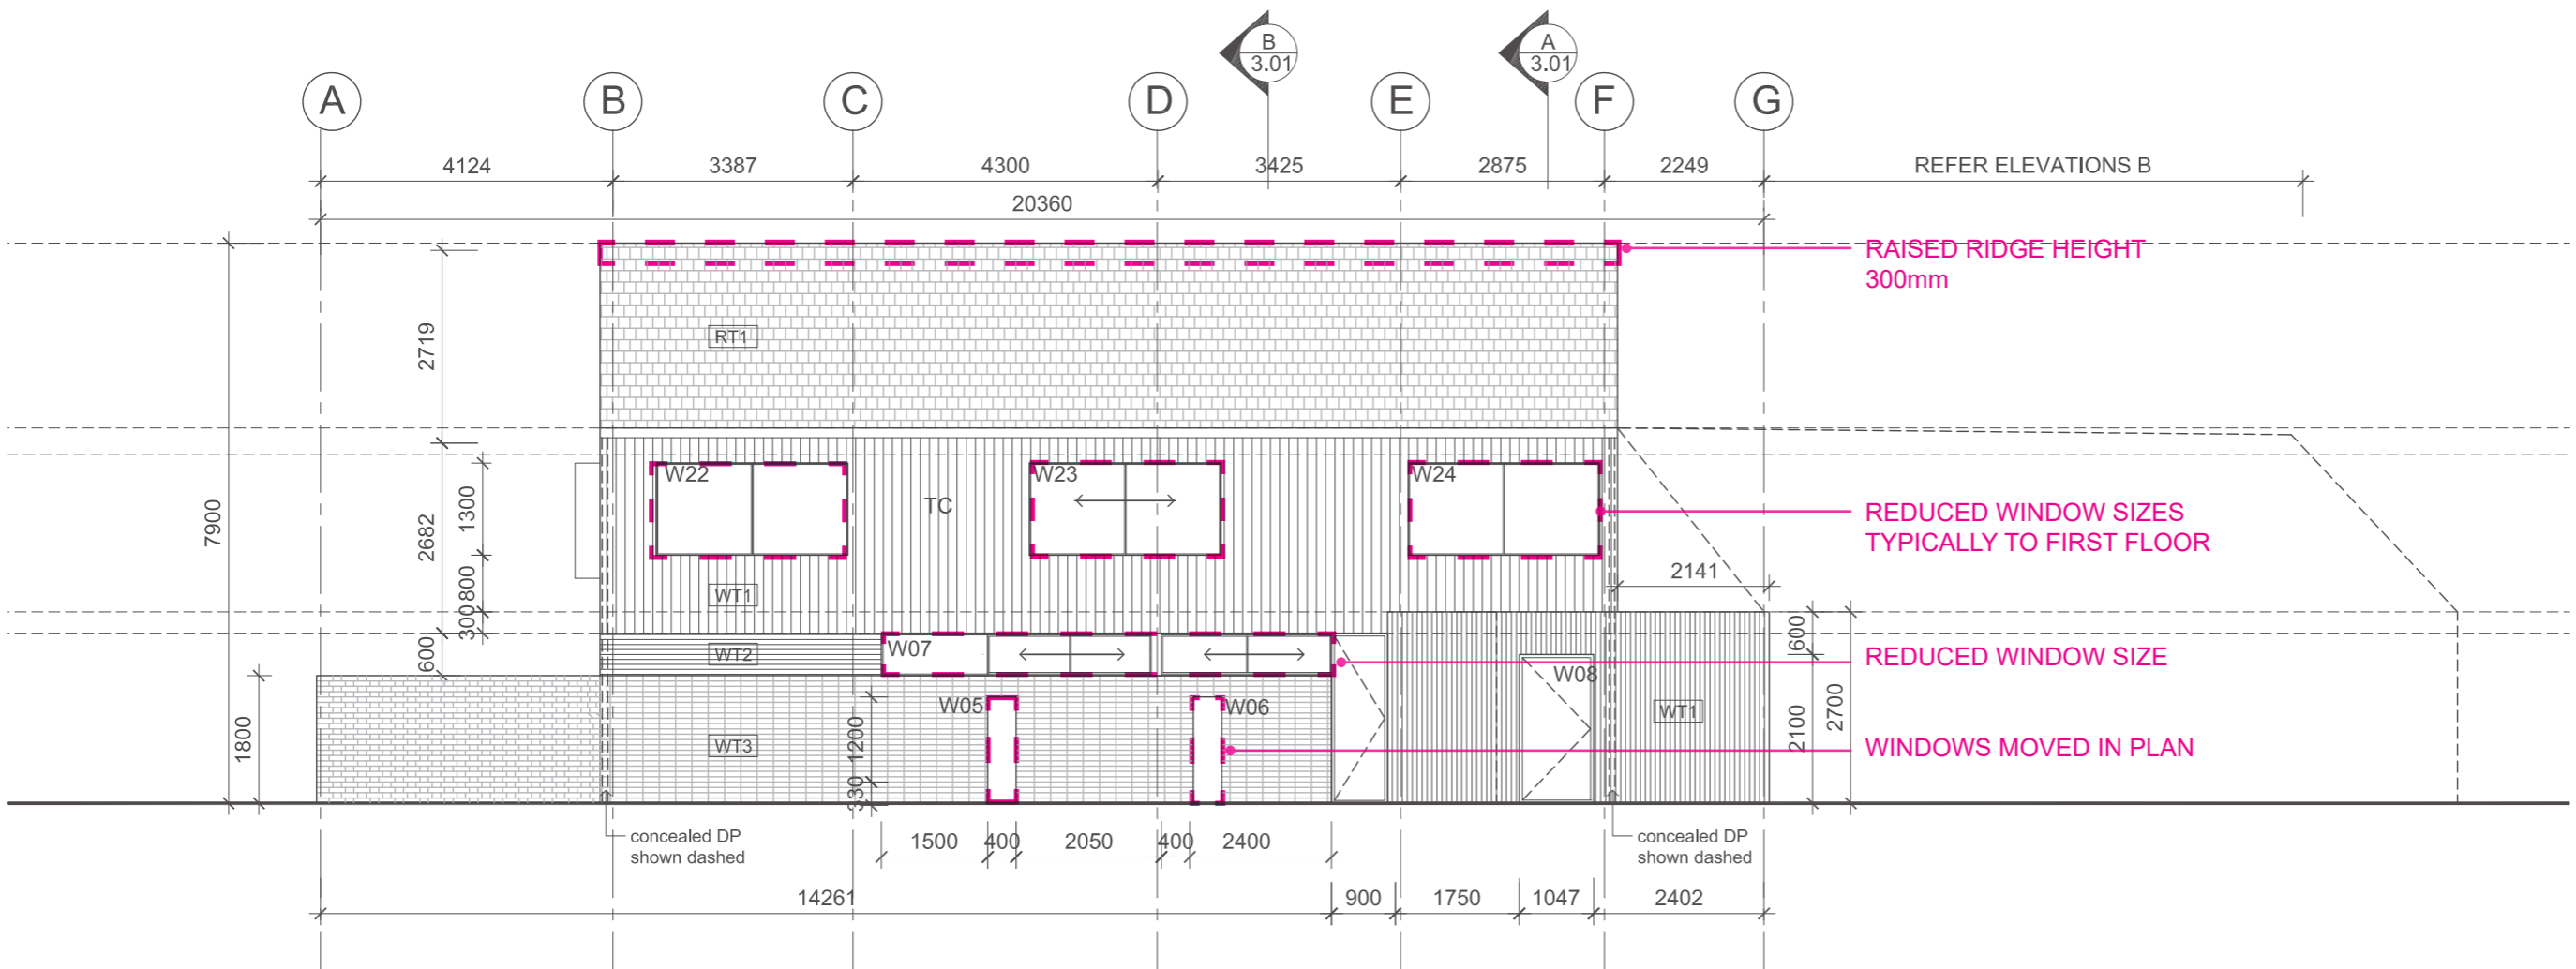 B
3.01
A
3.01
A B C D E F G
4124 3387 4300 3425 2875 2249 REFER ELEVATIONS B
20360
RAISED RIDGE HEIGHT
300mm
2719
RT1
7900
2682
1300
800
300
600
1800
W22
W23
W24
TC
REDUCED WINDOW SIZES
TYPICALLY TO FIRST FLOOR
2141
WT1
WT2
W07
600
REDUCED WINDOW SIZE
W08
W05
W06
WT1
2700
2100
1200
330
WT3
WINDOWS MOVED IN PLAN
concealed DP
shown dashed
1500 400 2050 400 2400
concealed DP
shown dashed
14261 900 1750 1047 2402